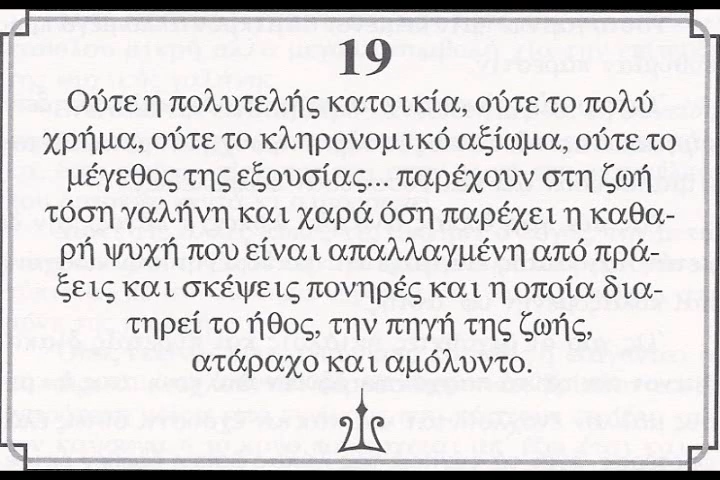 19
Ούτε η πολυτελής κατοικία, ούτε το πολύ
χρήμα, ούτε το κληρονομικό αξίωμα, ούτε το
μέγεθος της εξουσίας... παρέχουν στη ζωή
τόση γαλήνη και χαρά όση παρέχει η καθα-
ρή ψυχή που είναι απαλλαγμένη από πρά-
ξεις και σκέψεις πονηρές και η οποία δια-
τηρεί το ήθος, την πηγή της ζωής,
ατάραχο και αμόλυντο.